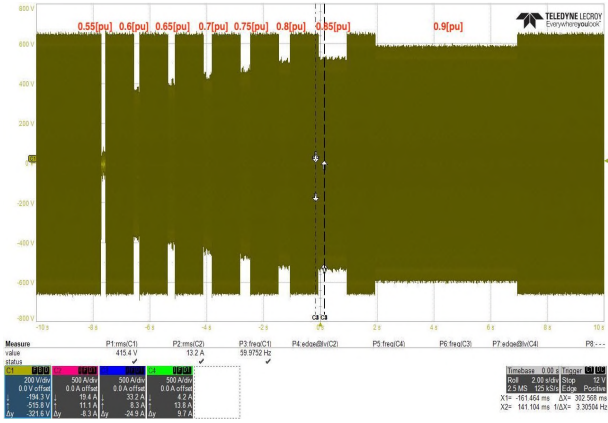 800 V
0.55[pu] 0.6[pu] 0.65[pu] 0.7[pu] 0.75[pu] 0.8[pu] 0.85[pu] 0.9[pu]
TELEDYNE LECROY
Everywhereyoulook"
600 V
400 V
200 V
-200 V
-400 V
-600 V
-800 V
-10 s -8 s -6 s -4 s -2 s 0 s 2 s 4 s 6 s 8 s 10 s
Measure P1:rms(C1) P2:rms(C2) P3:freq(C1) P4:edge@lv(C2) P5:freq(C4) P6:freq(C3) P7:edge@lv(C4) P8:---
value 415.4 V 13.2 A 59.9752 Hz
status
C1 C4
200 V/div 500 A/div 500 A/div 500 A/div
0.0 V offset 0.0 A offset 0.0 A offset 0.0 A offset
-194.3 V 19.4 A 33.2 A 4.2 A
-515.8 V 11.1 A 8.3 A 13.8 A
Δy -321.6 V Δy -8.3 A Δy -24.9 A Δy 9.7 A
Timebase 0.00 s Trigger C1 DC
Roll 2.00 s/div Stop 12 V
2.5 MS 125 kS/s Edge Positive
X1= -161.464 ms ΔX= 302.568 ms
X2= 141.104 ms 1/ΔX= 3.30504 Hz